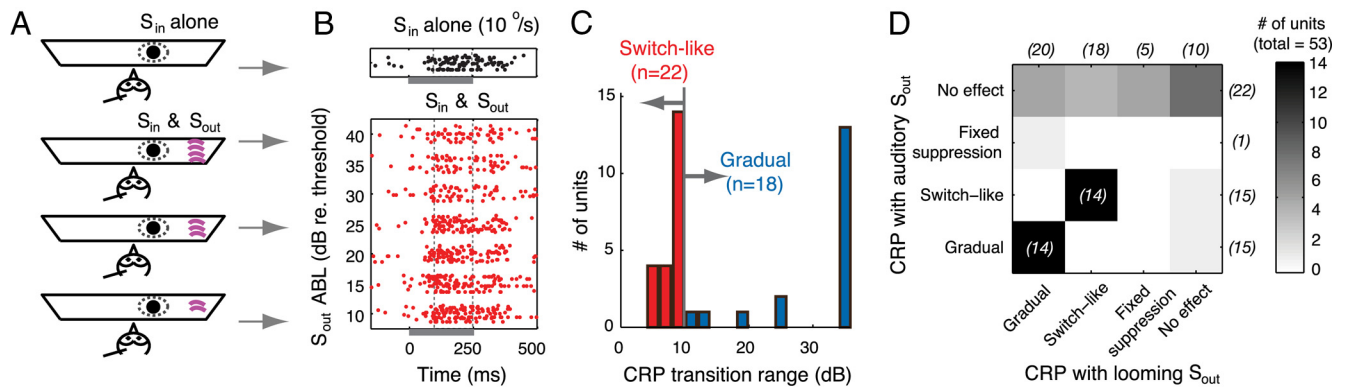 A
S_in alone
S_in & S_out
B
S_in alone (10 °/s)
S_in & S_out
S_out ABL (dB re. threshold)
40
35
30
25
20
15
10
0
250
500
Time (ms)
C
Switch-like
(n=22)
Gradual
(n=18)
# of units
15
10
5
0
0
10
20
30
CRP transition range (dB)
D
CRP with auditory S_out
(20)
(18)
(5)
(10)
No effect
(22)
Fixed
suppression
(1)
Switch–like
(14)
(15)
Gradual
(14)
(15)
Gradual
Switch-like
Fixed
suppression
No effect
CRP with looming S_out
# of units
(total = 53)
14
12
10
8
6
4
2
0